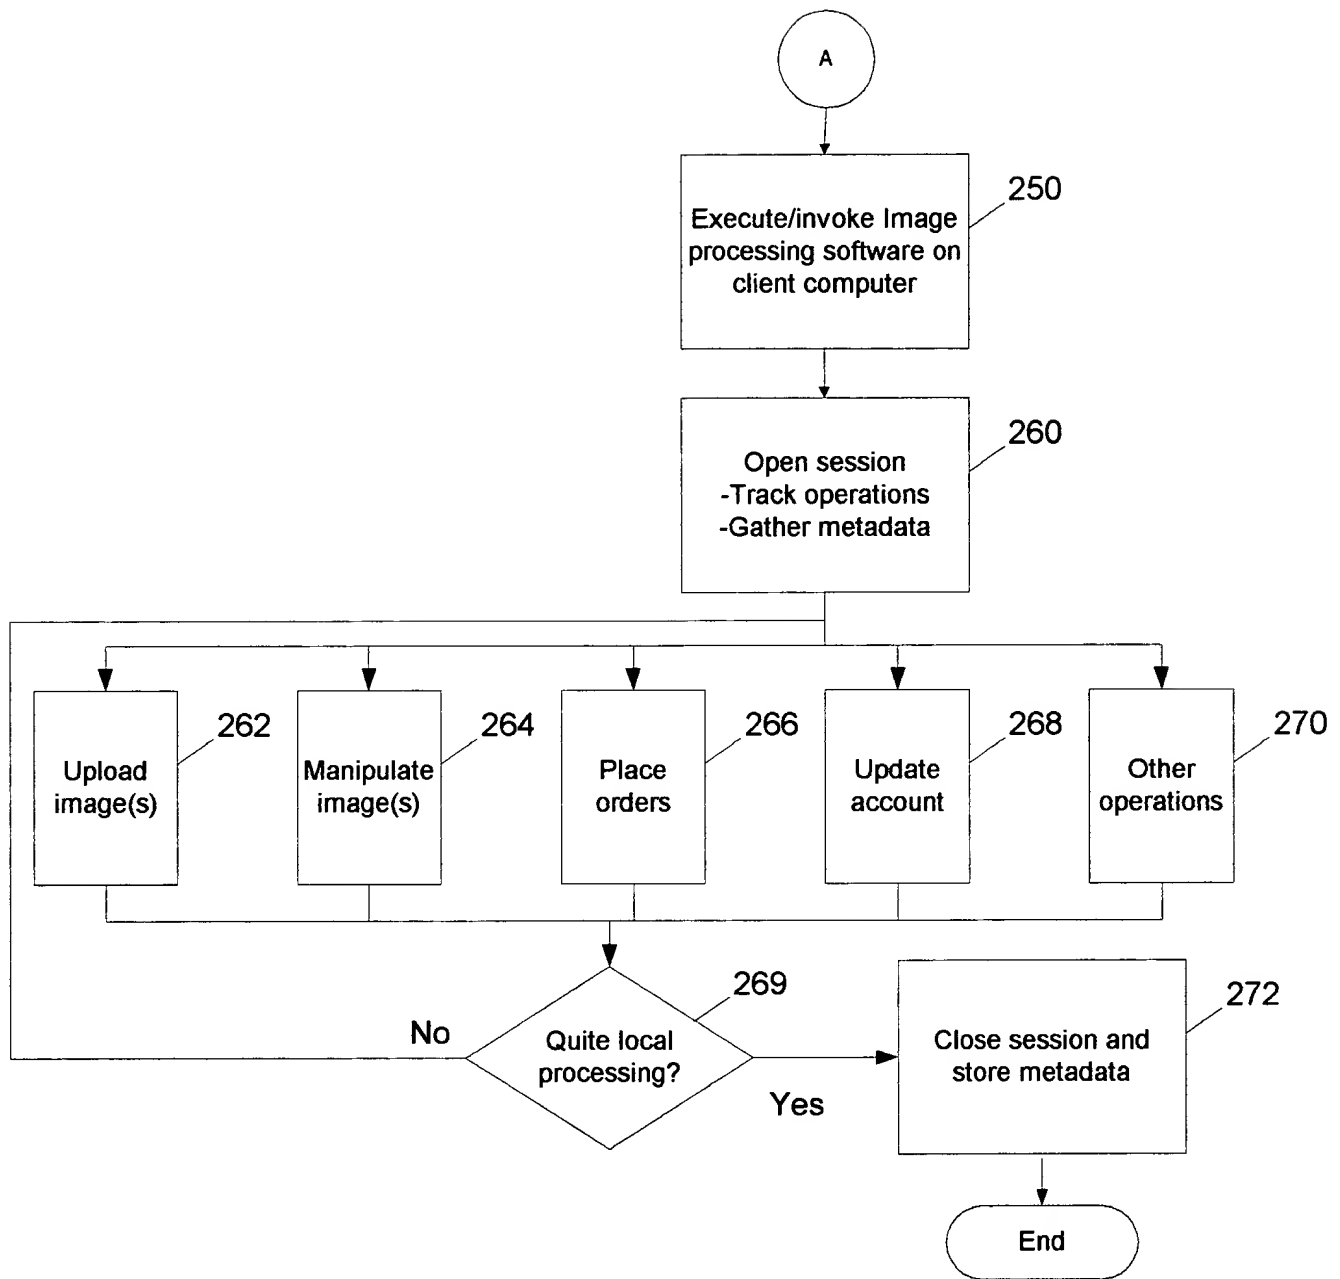 A
250
Execute/invoke Image
processing software on
client computer
260
Open session
-Track operations
-Gather metadata
262
Upload
image(s)
264
Manipulate
image(s)
266
Place
orders
268
Update
account
270
Other
operations
269
Quite local
processing?
No
Yes
272
Close session and
store metadata
End